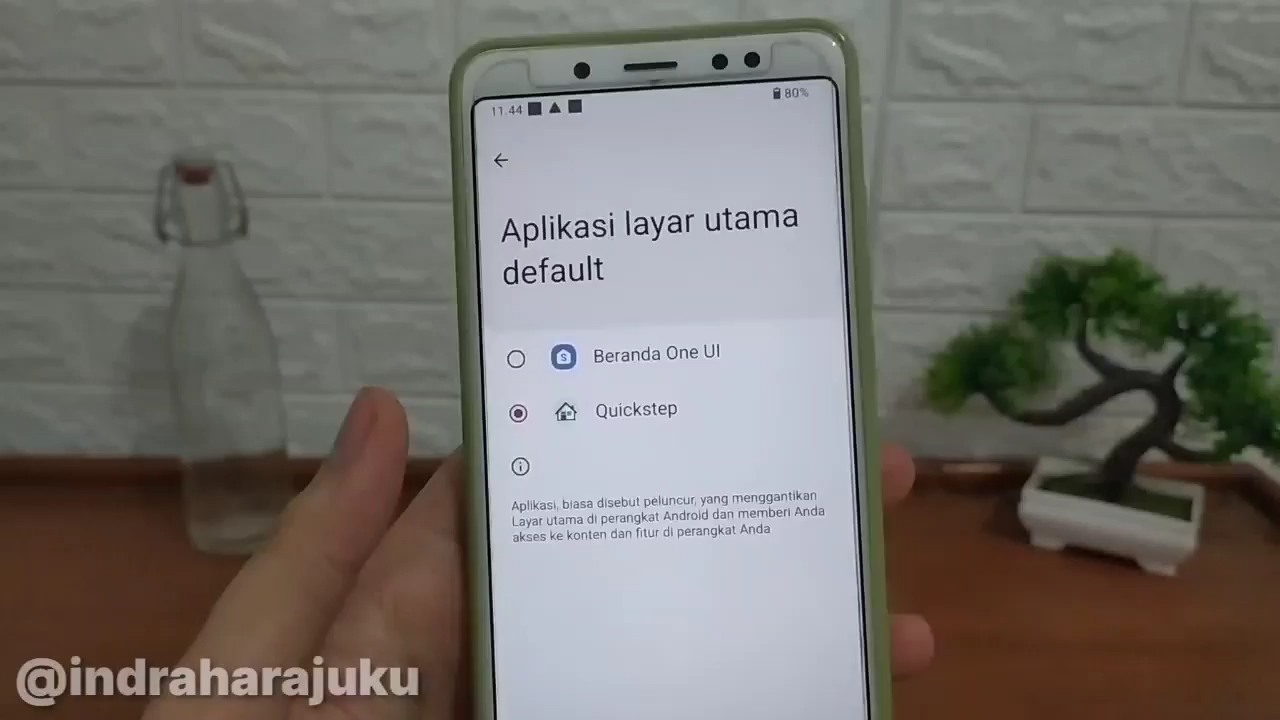 11.44
80%
Aplikasi layar utama
default
S
Beranda One UI
Quickstep
Aplikasi, biasa disebut peluncur, yang menggantikan
Layar utama di perangkat Android dan memberi Anda
akses ke konten dan fitur di perangkat Anda
@indraharajuku